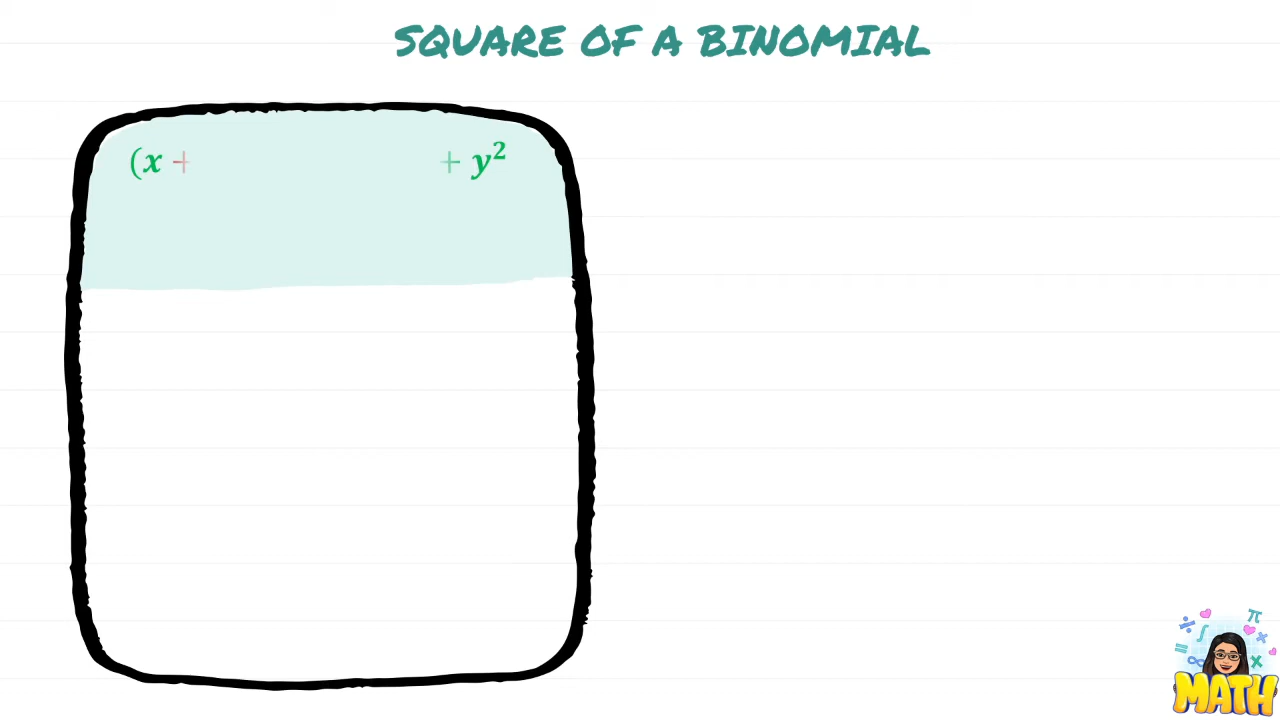 SQUARE OF A BINOMIAL
(x + + y²
MATH